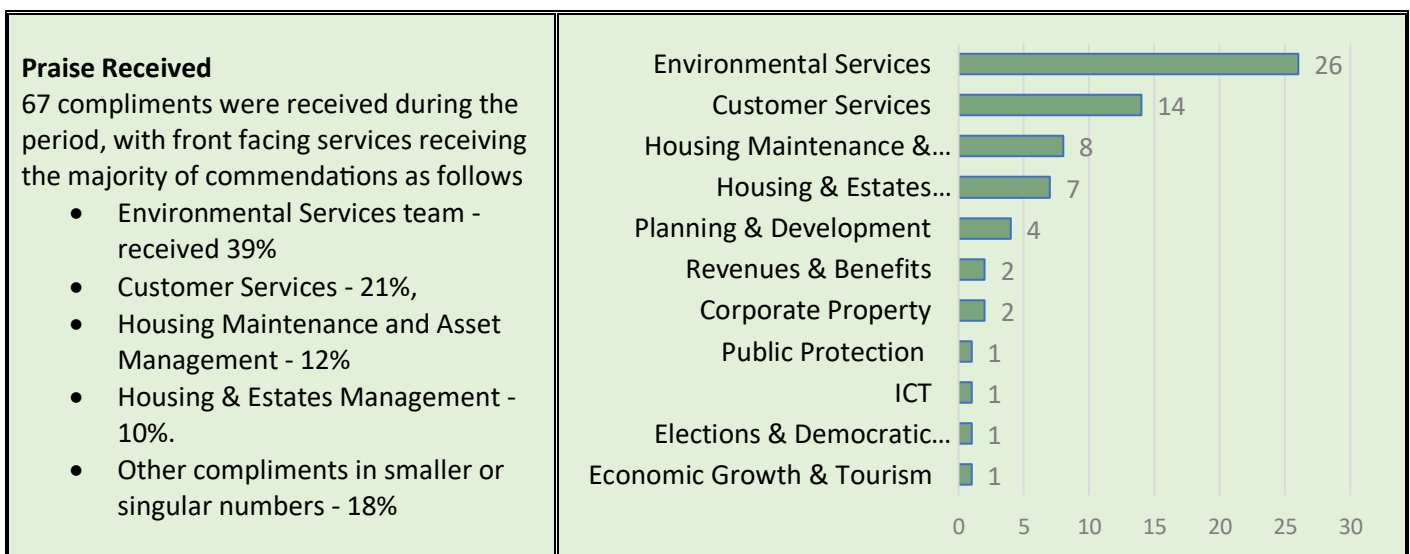 Praise Received
67 compliments were received during the
period, with front facing services receiving
the majority of commendations as follows
• Environmental Services team -
received 39%
• Customer Services - 21%,
• Housing Maintenance and Asset
Management - 12%
• Housing & Estates Management -
10%.
• Other compliments in smaller or
singular numbers - 18%
Environmental Services 26
Customer Services 14
Housing Maintenance &... 8
Housing & Estates... 7
Planning & Development 4
Revenues & Benefits 2
Corporate Property 2
Public Protection 1
ICT 1
Elections & Democratic... 1
Economic Growth & Tourism 1
0 5 10 15 20 25 30